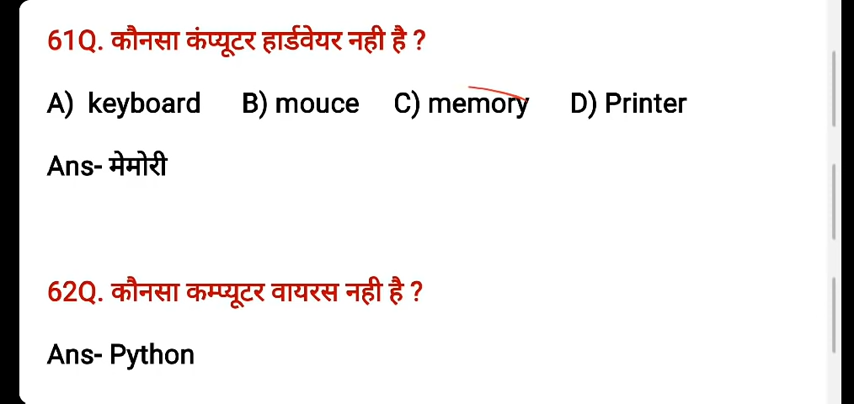 61Q. कौनसा कंप्यूटर हार्डवेयर नही है ?
A) keyboard B) mouce C) memory D) Printer
Ans- मेमोरी
62Q. कौनसा कम्प्यूटर वायरस नही है ?
Ans- Python